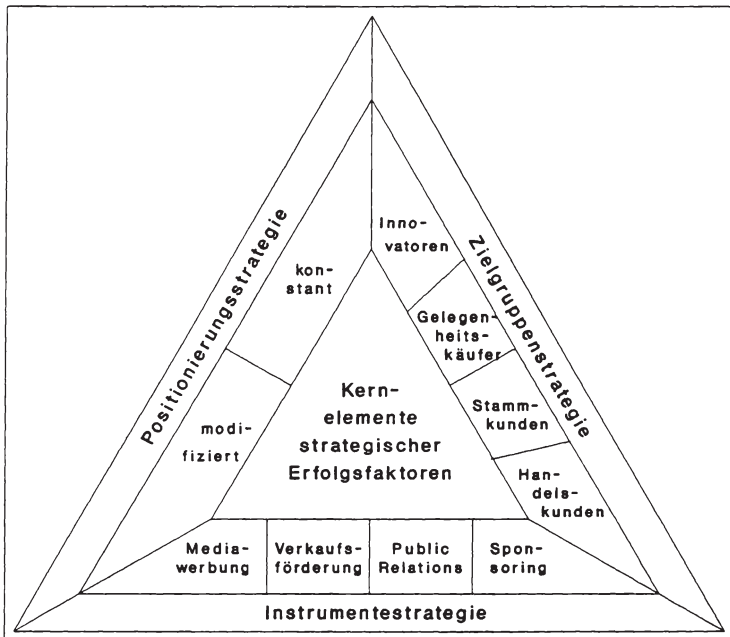 Positionierungsstrategie
Zielgruppenstrategie
kon-
stant
modi-
fiziert
Inno-
vatoren
Gelegen-
heits-
käufer
Stamm-
kunden
Han-
dels-
kunden
Kern-
elemente
strategischer
Erfolgsfaktoren
Media-
werbung
Verkaufs-
förderung
Public
Relations
Spon-
soring
Instrumentestrategie